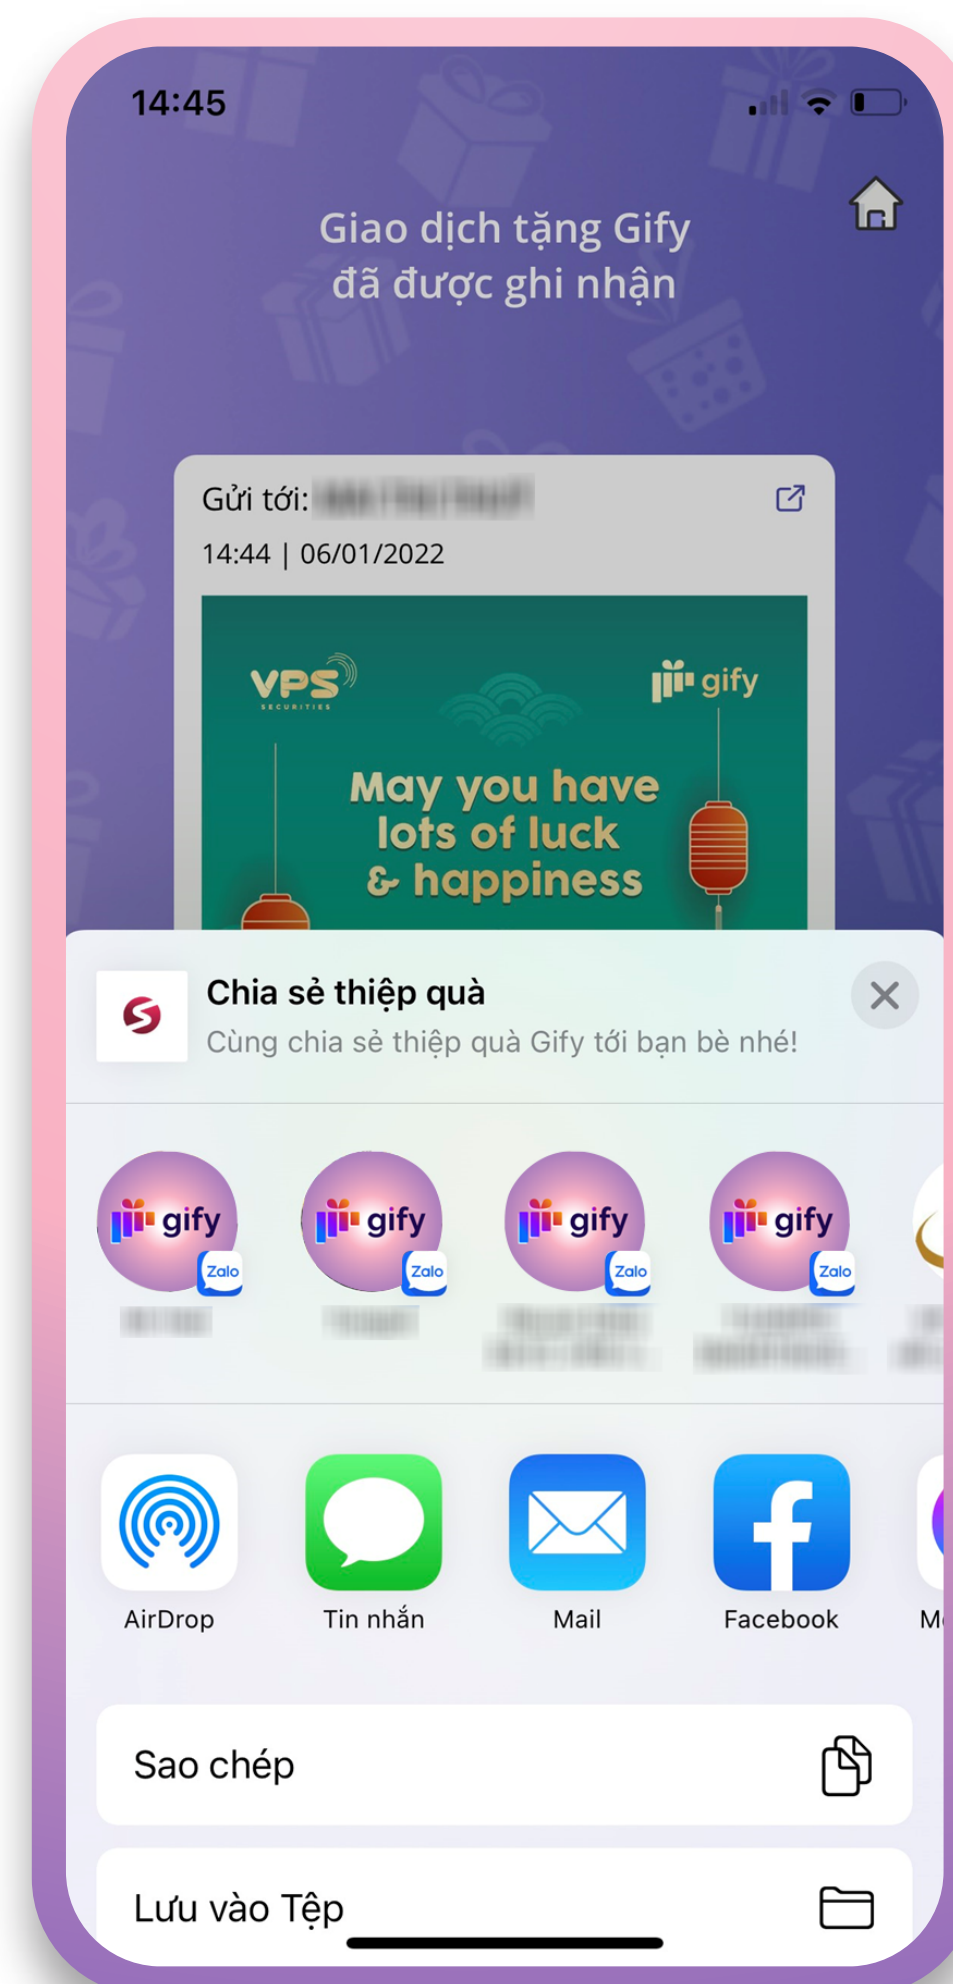 14:45
Giao dịch tặng Gify
đã được ghi nhận
Gửi tới:
14:44 | 06/01/2022
VPS
SECURITIES
gify
May you have
lots of luck
& happiness
Chia sẻ thiệp quà
Cùng chia sẻ thiệp quà Gify tới bạn bè nhé!
gify gify gify gify
Zalo Zalo Zalo Zalo
AirDrop Tin nhắn Mail Facebook
Sao chép
Lưu vào Tệp